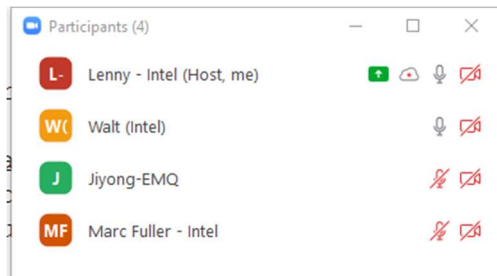 Participants (4)
L- Lenny - Intel (Host, me)
W( Walt (Intel)
J Jiyong-EMQ
MF Marc Fuller - Intel